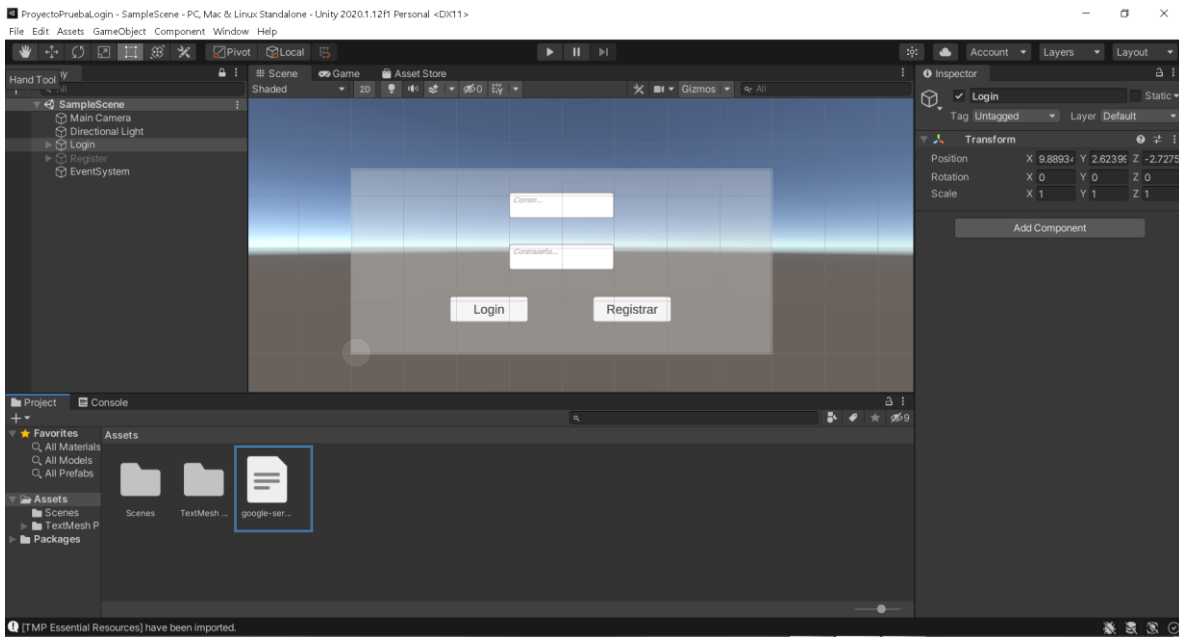 ProyectoPruebaLogin - SampleScene - PC, Mac & Linux Standalone - Unity 2020.1.12f1 Personal <DX11>
File Edit Assets GameObject Component Window Help
Pivot Local Account Layers Layout
Hand Tool
Scene Game Asset Store
Inspector
Shaded 2D 0 Gizmos All
Login Static
Tag Untagged Layer Default
SampleScene
Main Camera
Directional Light
Login
Register
EventSystem
Transform
Position X 9.8893 Y 2.6239 Z -2.7275
Rotation X 0 Y 0 Z 0
Scale X 1 Y 1 Z 1
Add Component
Correo...
Contraseña...
Login Registrar
Project Console
9
Favorites
All Materials
All Models
All Prefabs
Assets
Scenes
TextMesh P
Packages
Assets
Scenes TextMesh ... google-ser...
[TMP Essential Resources] have been imported.